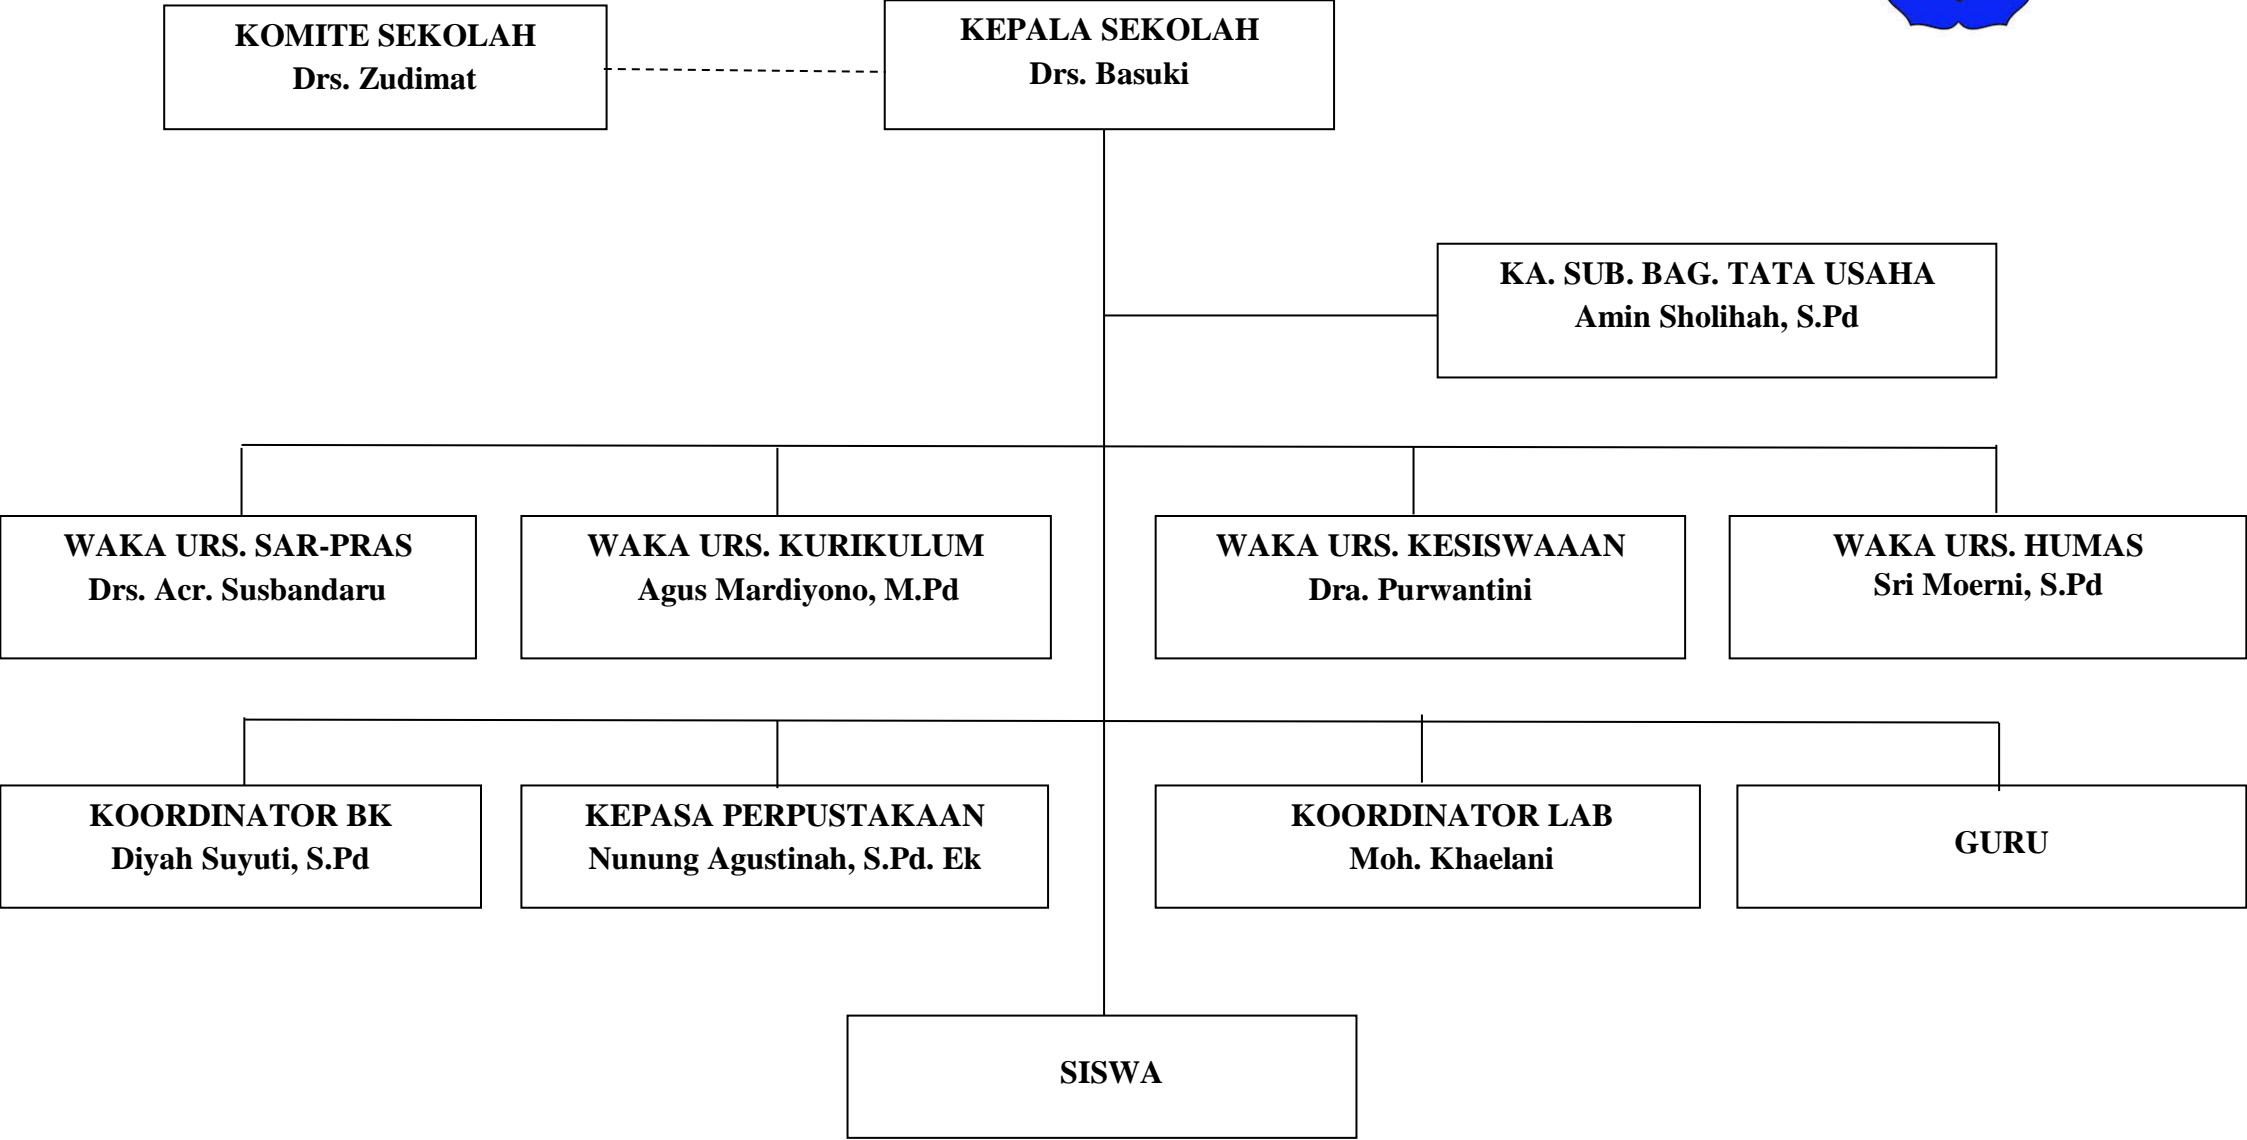 KOMITE SEKOLAH
Drs. Zudimat
KEPALA SEKOLAH
Drs. Basuki
KA. SUB. BAG. TATA USAHA
Amin Sholihah, S.Pd
WAKA URS. SAR-PRAS
Drs. Acr. Susbandaru
WAKA URS. KURIKULUM
Agus Mardiyono, M.Pd
WAKA URS. KESISWAAAN
Dra. Purwantini
WAKA URS. HUMAS
Sri Moerni, S.Pd
KOORDINATOR BK
Diyah Suyuti, S.Pd
KEPASA PERPUSTAKAAN
Nunung Agustinah, S.Pd. Ek
KOORDINATOR LAB
Moh. Khaelani
GURU
SISWA